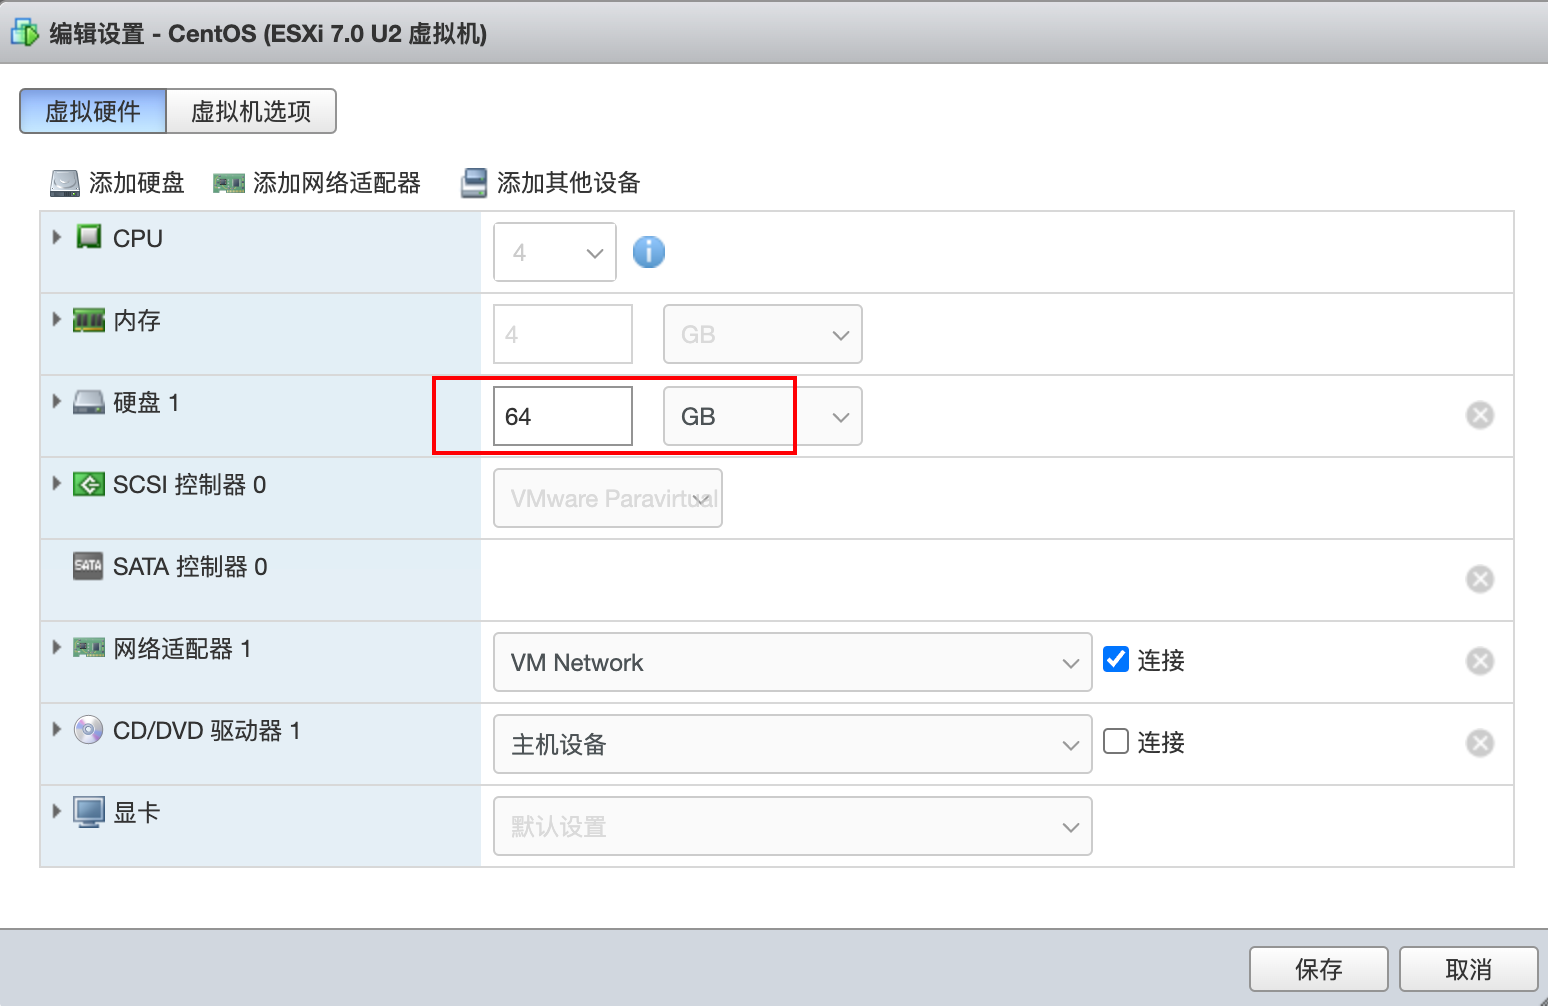 编辑设置 - CentOS (ESXi 7.0 U2 虚拟机)
虚拟硬件 虚拟机选项
添加硬盘 添加网络适配器 添加其他设备
CPU 4
内存 4 GB
硬盘 1 64 GB
SCSI 控制器 0 VMware Paravirtual
SATA SATA 控制器 0
网络适配器 1 VM Network 连接
CD/DVD 驱动器 1 主机设备 连接
显卡 默认设置
保存 取消